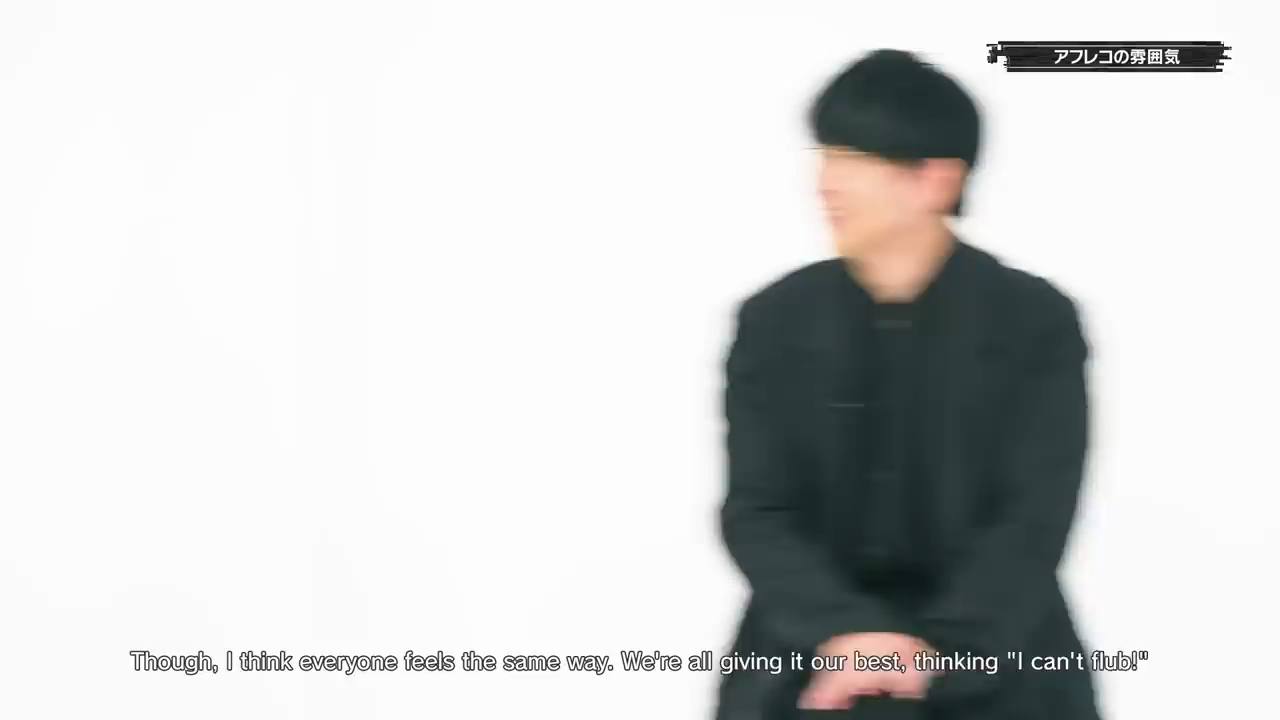 アフレコの雰囲気
Though, I think everyone feels the same way. We're all giving it our best, thinking "I can't flub!"